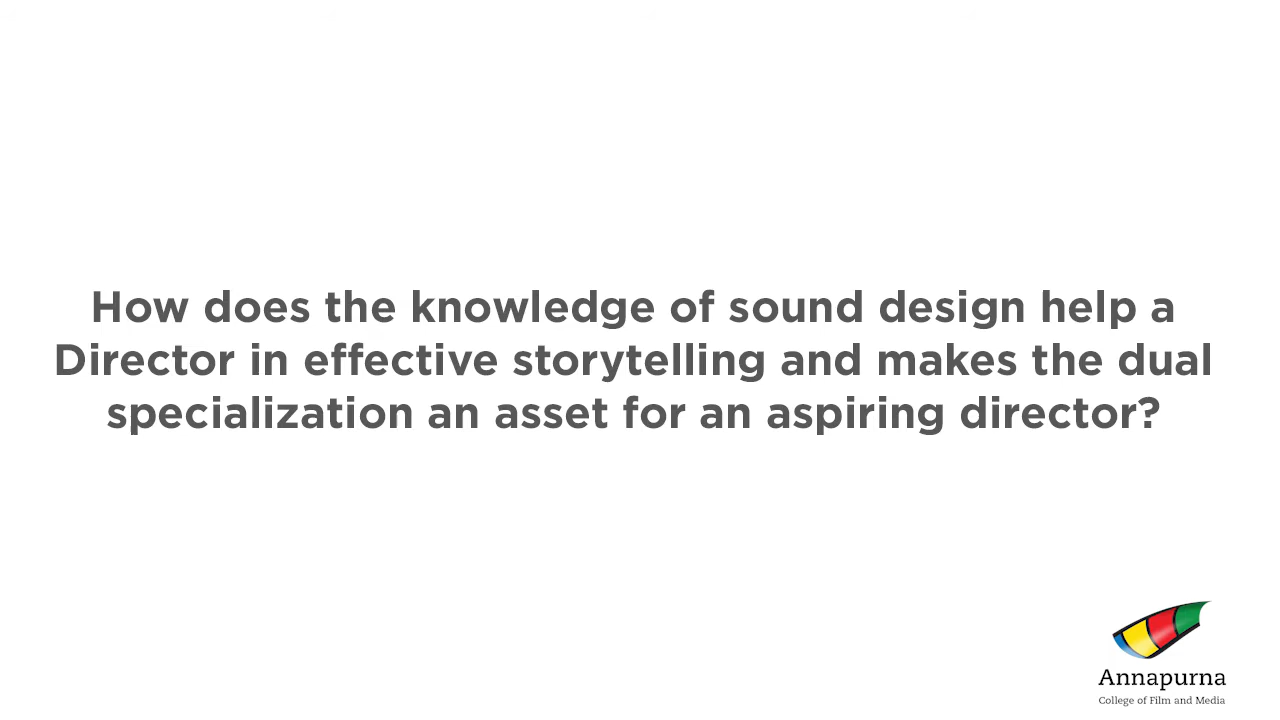 How does the knowledge of sound design help a
Director in effective storytelling and makes the dual
specialization an asset for an aspiring director?
Annapurna
College of Film and Media